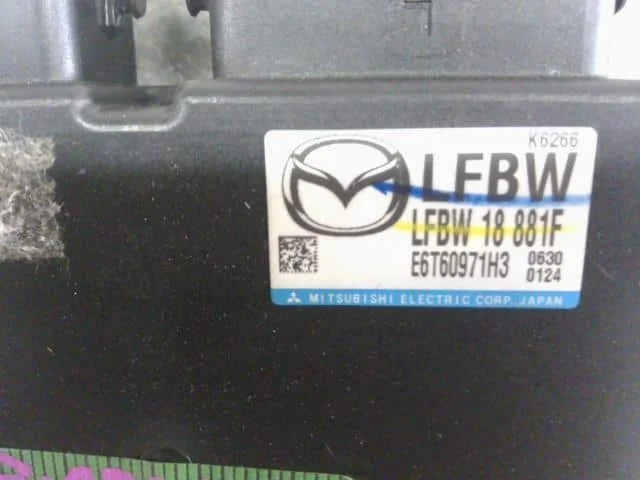 K6266
LFBW
LFBW 18 881F
E6T60971H3 0630
0124
MITSUBISHI ELECTRIC CORP. JAPAN